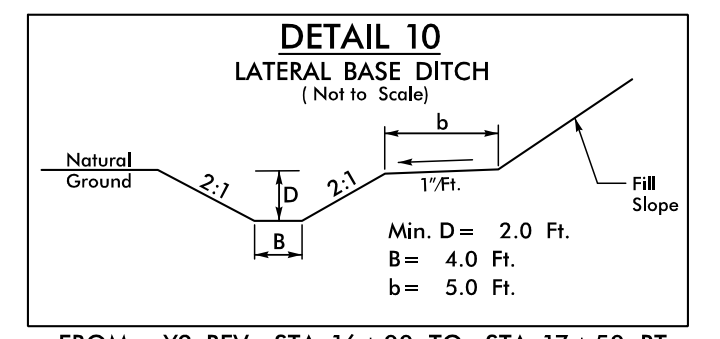 DETAIL 10
LATERAL BASE DITCH
( Not to Scale)
b
Natural
Ground
2:1
D
2:1
1"/Ft.
Fill
Slope
B
Min. D = 2.0 Ft.
B = 4.0 Ft.
b = 5.0 Ft.